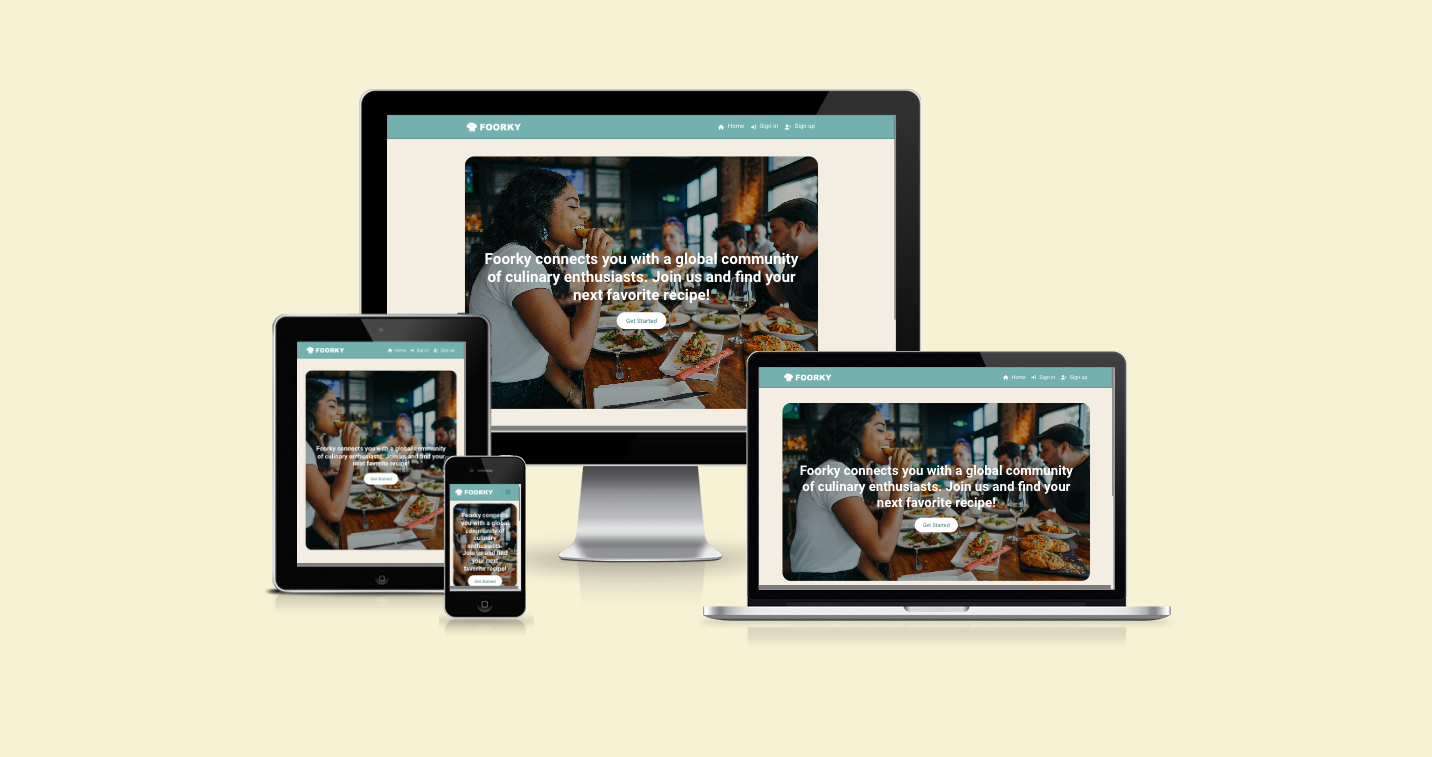 FOORKY
Home Sign in Sign up
Foorky connects you with a global community
of culinary enthusiasts. Join us and find your
next favorite recipe!
Get Started
FOORKY
Home Sign in Sign up
Foorky connects you with a global community
of culinary enthusiasts. Join us and find your
next favorite recipe!
Get Started
FOORKY
Foorky connects
you with a global
community of
culinary
enthusiasts.
Join us and find
your next
favorite recipe!
Get Started
FOORKY
Home Sign in Sign up
Foorky connects you with a global community
of culinary enthusiasts. Join us and find your
next favorite recipe!
Get Started